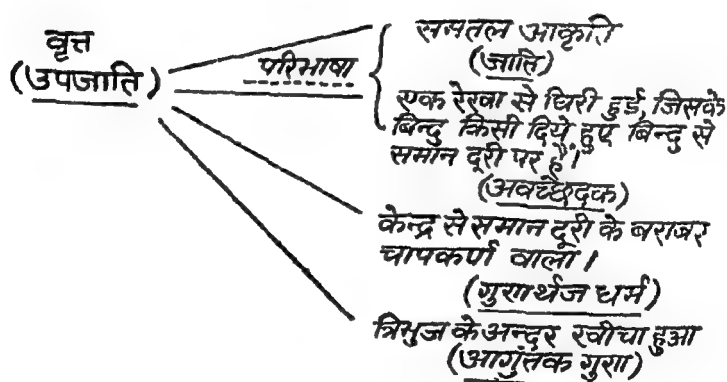 वृत्त
(उपजाति)
परिभाषा
समतल आकृति
(जाति)
एक रेखा से घिरी हुई, जिसके
बिन्दु किसी दिये हुए बिन्दु से
समान दूरी पर हैं।
(अवच्छेदक)
केन्द्र से समान दूरी के बराबर
चापकर्ण वाला।
(गुणार्थज धर्म)
त्रिभुज के अन्दर खींचा हुआ
(आगुंतक गुण)